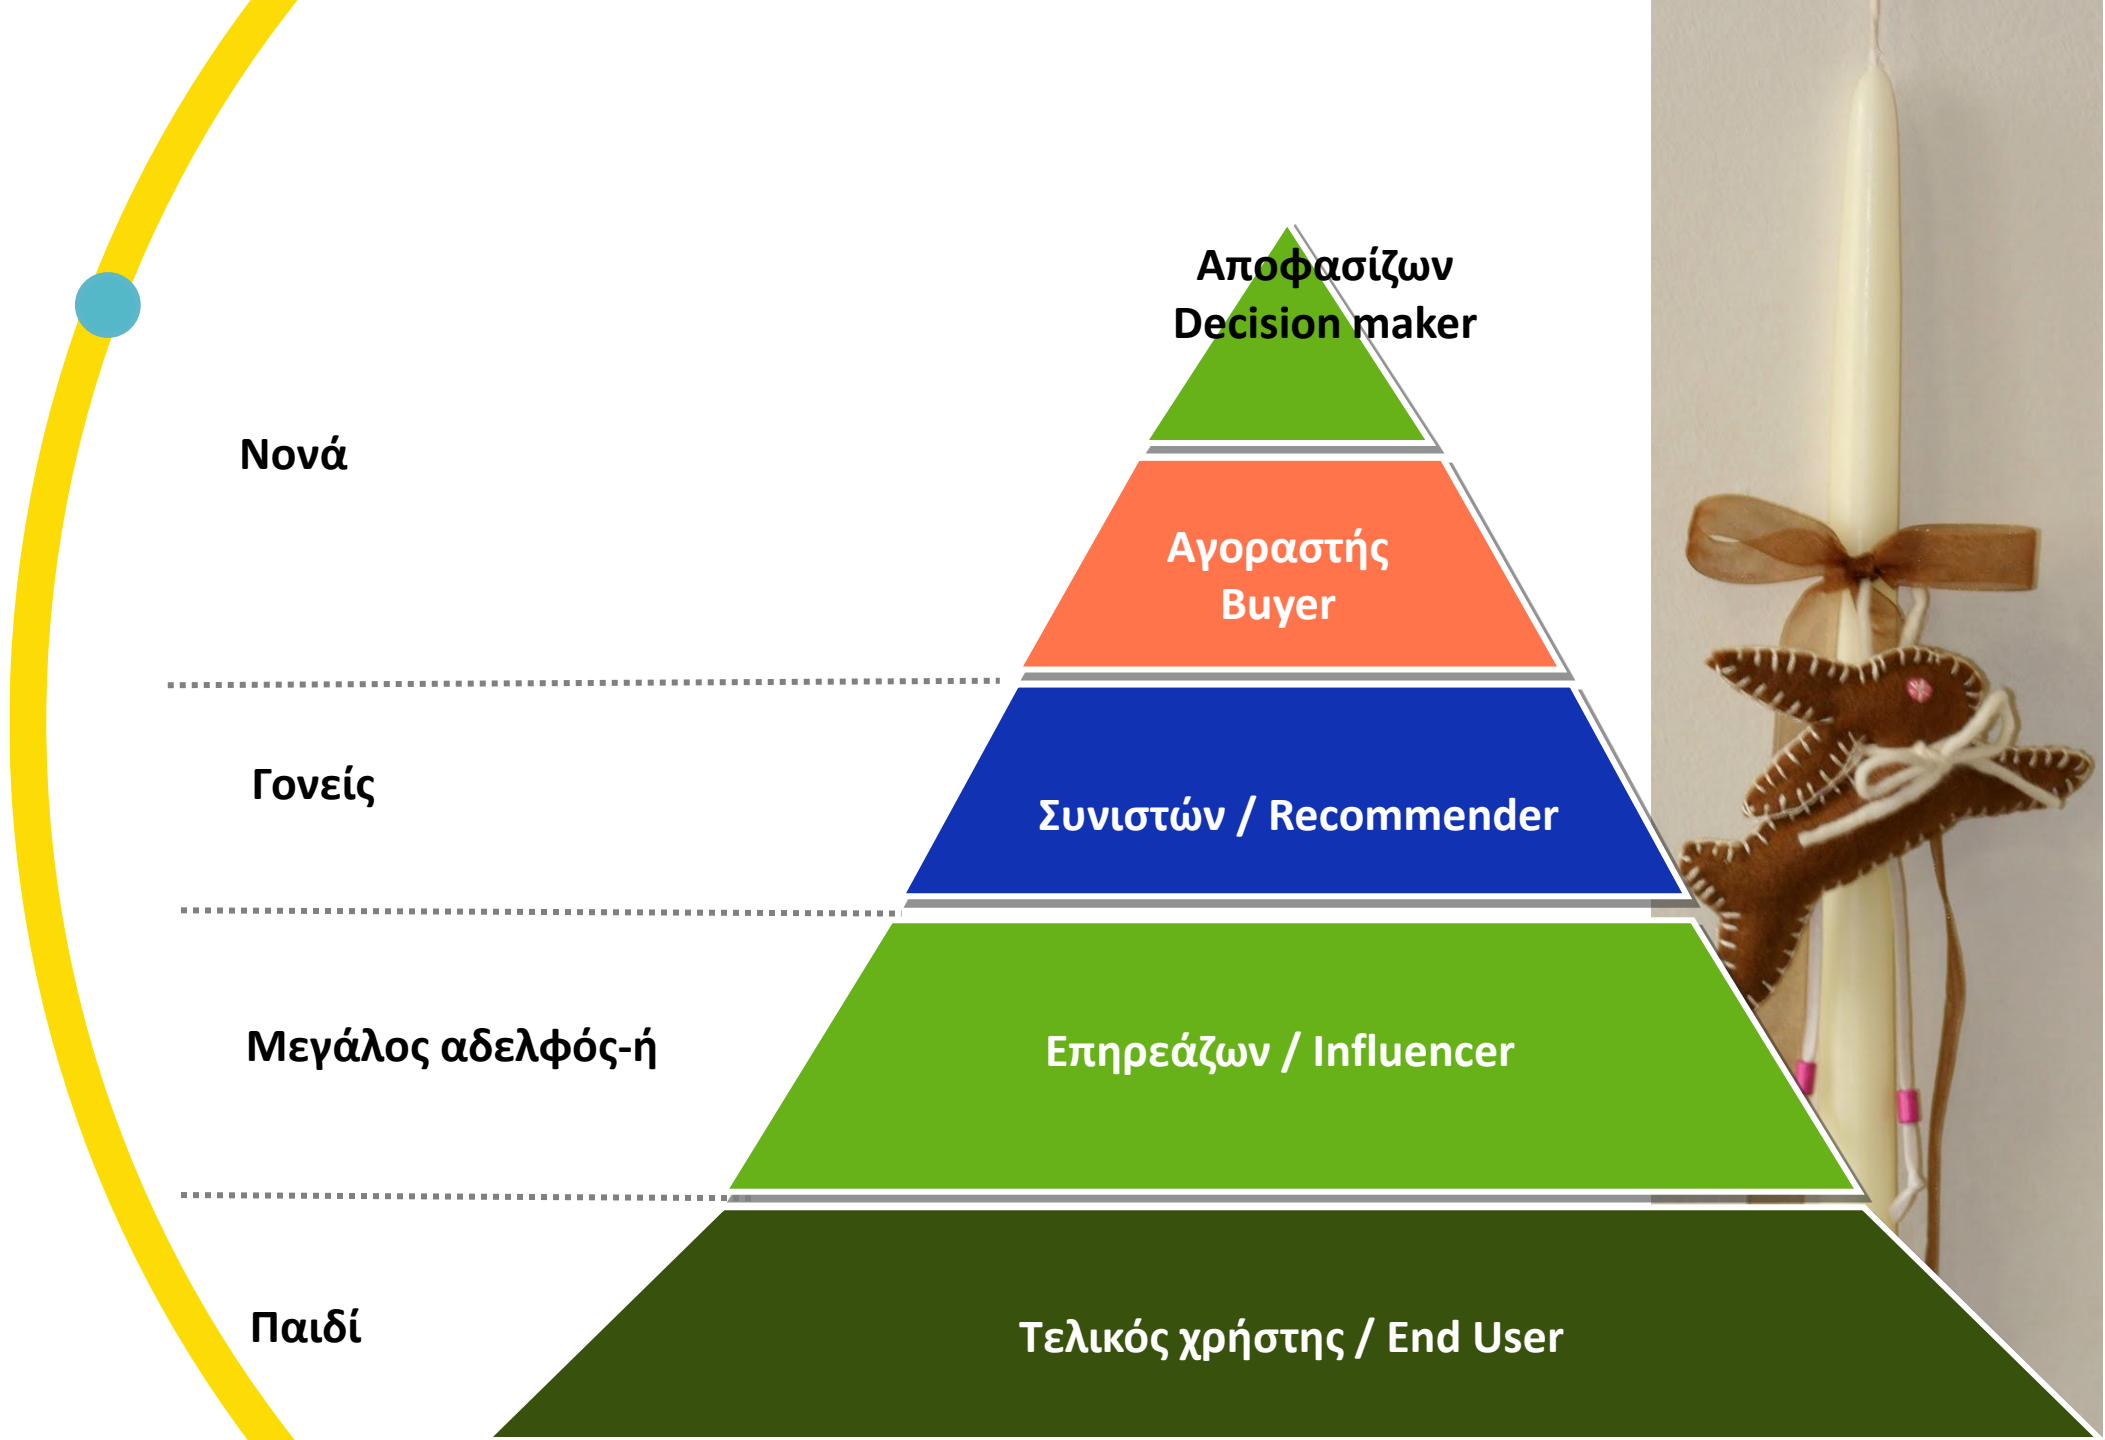 Αποφασίζων
Decision maker
Νονά
Αγοραστής
Buyer
Γονείς
Συνιστών / Recommender
Μεγάλος αδελφός-ή
Επηρεάζων / Influencer
Παιδί
Τελικός χρήστης / End User